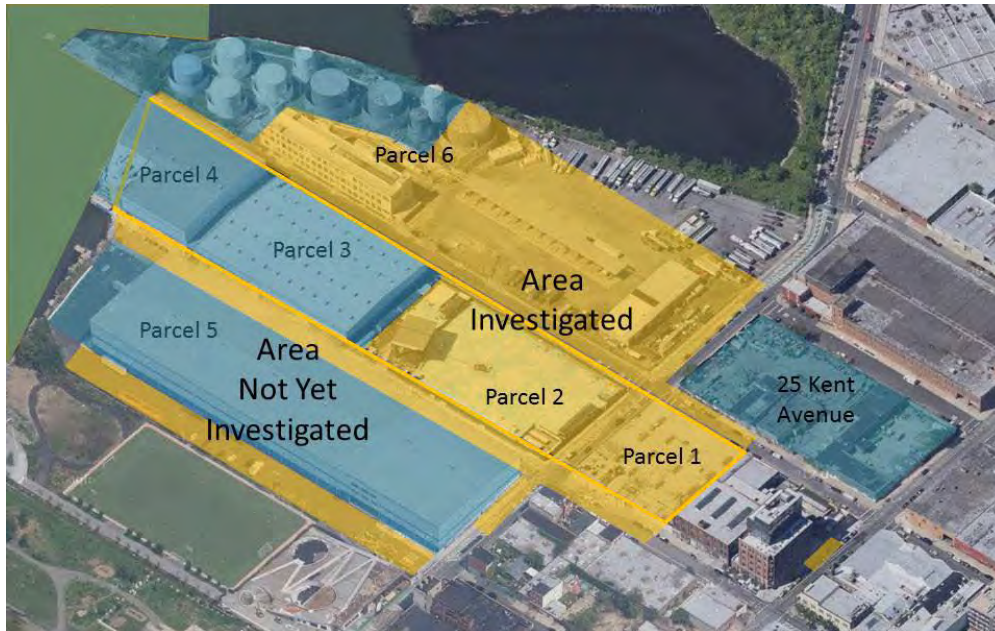 Parcel 6
Parcel 4
Parcel 3
Area
Investigated
Parcel 5
Area
Not Yet
Investigated
25 Kent
Avenue
Parcel 2
Parcel 1